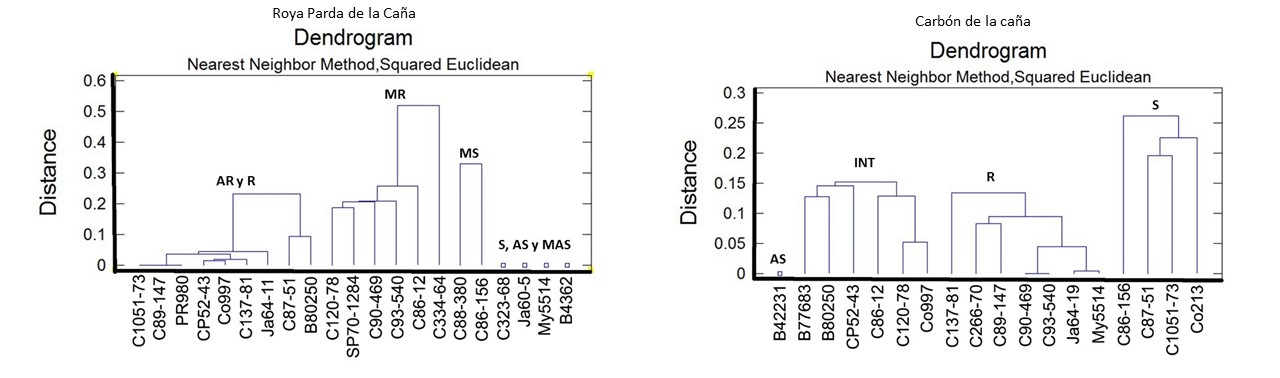 Roya Parda de la Caña
Dendrogram
Nearest Neighbor Method,Squared Euclidean
Distance
0.6
0.5
0.4
0.3
0.2
0.1
0
AR y R
MR
MS
S, AS y MAS
C1051-73
C89-147
PR980
CP52-43
Co997
C137-81
Ja64-11
C87-51
B80250
C120-78
SP70-1284
C90-469
C93-540
C86-12
C334-64
C88-380
C86-156
C323-68
Ja60-5
My5514
B4362
Carbón de la caña
Dendrogram
Nearest Neighbor Method,Squared Euclidean
Distance
0.3
0.25
0.2
0.15
0.1
0.05
0
AS
INT
R
S
B42231
B77683
B80250
CP52-43
C86-12
C120-78
Co997
C137-81
C266-70
C89-147
C90-469
C93-540
Ja64-19
My5514
C86-156
C87-51
C1051-73
Co213